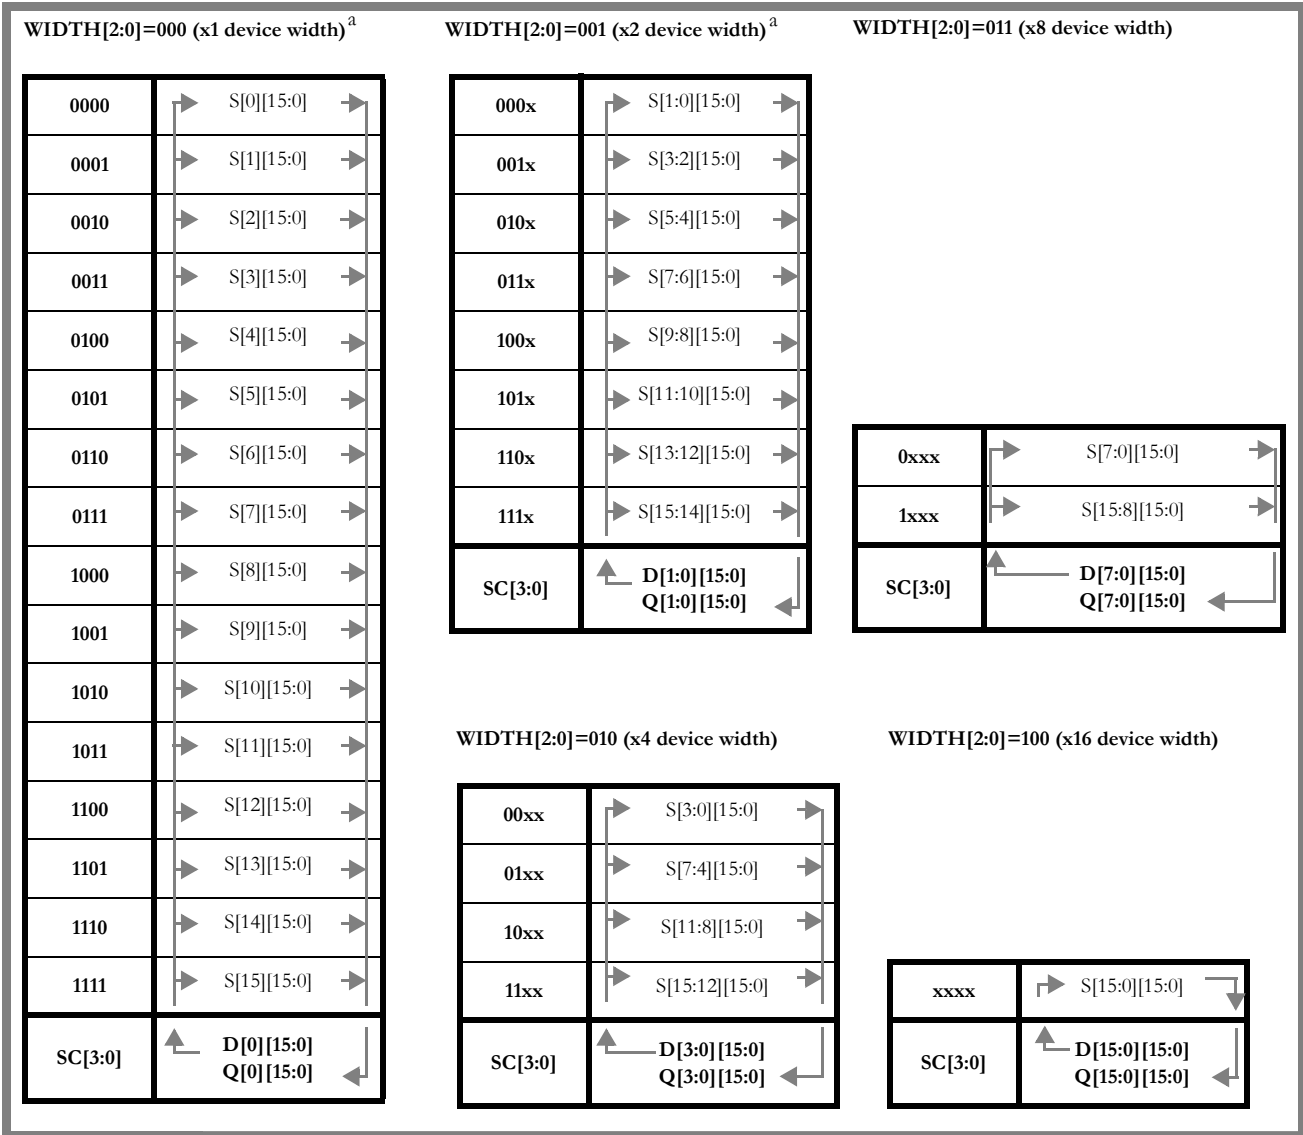 WIDTH[2:0]=000 (x1 device width)a
0000 S[0][15:0]
0001 S[1][15:0]
0010 S[2][15:0]
0011 S[3][15:0]
0100 S[4][15:0]
0101 S[5][15:0]
0110 S[6][15:0]
0111 S[7][15:0]
1000 S[8][15:0]
1001 S[9][15:0]
1010 S[10][15:0]
1011 S[11][15:0]
1100 S[12][15:0]
1101 S[13][15:0]
1110 S[14][15:0]
1111 S[15][15:0]
SC[3:0]
D[0][15:0]
Q[0][15:0]
WIDTH[2:0]=001 (x2 device width)a
000x S[1:0][15:0]
001x S[3:2][15:0]
010x S[5:4][15:0]
011x S[7:6][15:0]
100x S[9:8][15:0]
101x S[11:10][15:0]
110x S[13:12][15:0]
111x S[15:14][15:0]
SC[3:0]
D[1:0][15:0]
Q[1:0][15:0]
WIDTH[2:0]=011 (x8 device width)
0xxx S[7:0][15:0]
1xxx S[15:8][15:0]
SC[3:0]
D[7:0][15:0]
Q[7:0][15:0]
WIDTH[2:0]=010 (x4 device width)
00xx S[3:0][15:0]
01xx S[7:4][15:0]
10xx S[11:8][15:0]
11xx S[15:12][15:0]
SC[3:0]
D[3:0][15:0]
Q[3:0][15:0]
WIDTH[2:0]=100 (x16 device width)
xxxx S[15:0][15:0]
SC[3:0]
D[15:0][15:0]
Q[15:0][15:0]